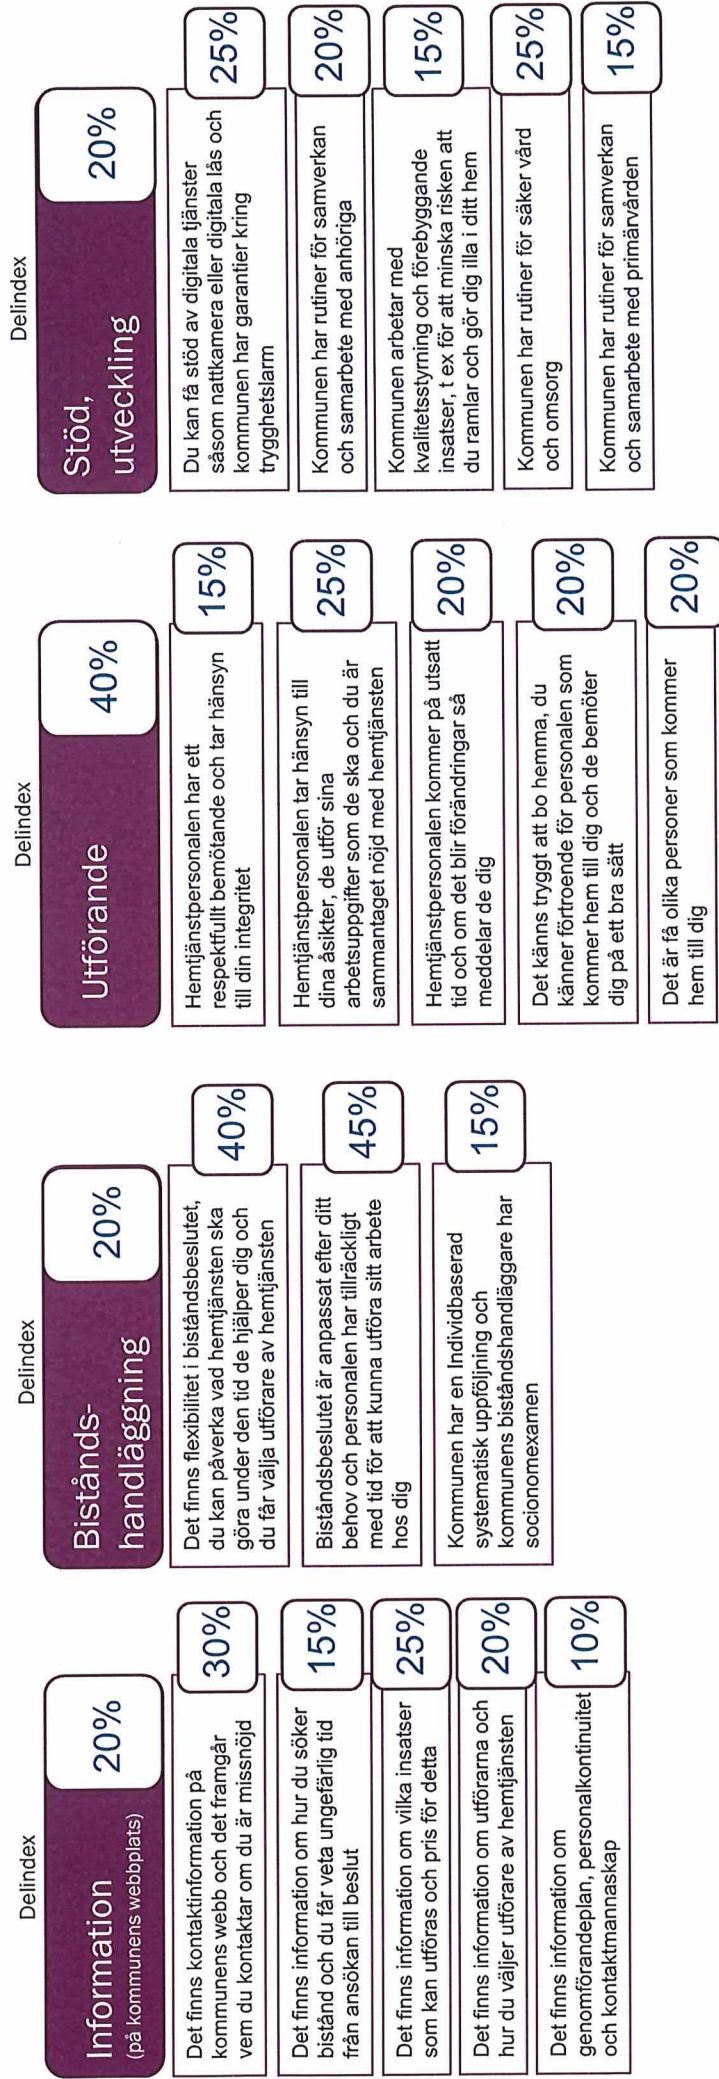 Delindex
Information
(på kommunens webbplats)
20%
Det finns kontaktinformation på
kommunens webb och det framgår
vem du kontaktar om du är missnöjd
30%
Det finns information om hur du söker
bistånd och du får veta ungefärlig tid
från ansökan till beslut
15%
Det finns information om vilka insatser
som kan utföras och pris för detta
25%
Det finns information om utförarna och
hur du väljer utförare av hemtjänsten
20%
Det finns information om
genomförandeplan, personalkontinuitet
och kontaktmannaskap
10%
Delindex
Bistånds-
handläggning
20%
Det finns flexibilitet i biståndsbeslutet,
du kan påverka vad hemtjänsten ska
göra under den tid de hjälper dig och
du får välja utförare av hemtjänsten
40%
Biståndsbeslutet är anpassat efter ditt
behov och personalen har tillräckligt
med tid för att kunna utföra sitt arbete
hos dig
45%
Kommunen har en Individbaserad
systematisk uppföljning och
kommunens biståndshandläggare har
socionomexamen
15%
Delindex
Utförande
40%
Hemtjänstpersonalen har ett
respektfullt bemötande och tar hänsyn
till din integritet
15%
Hemtjänstpersonalen tar hänsyn till
dina åsikter, de utför sina
arbetsuppgifter som de ska och du är
sammantaget nöjd med hemtjänsten
25%
Hemtjänstpersonalen kommer på utsatt
tid och om det blir förändringar så
meddelar de dig
20%
Det känns tryggt att bo hemma, du
känner förtroende för personalen som
kommer hem till dig och de bemöter
dig på ett bra sätt
20%
Det är få olika personer som kommer
hem till dig
20%
Delindex
Stöd,
utveckling
20%
Du kan få stöd av digitala tjänster
såsom nattkamera eller digitala lås och
kommunen har garantier kring
trygghetslarm
25%
Kommunen har rutiner för samverkan
och samarbete med anhöriga
20%
Kommunen arbetar med
kvalitetsstyrning och förebyggande
insatser, t ex för att minska risken att
du ramlar och gör dig illa i ditt hem
15%
Kommunen har rutiner för säker vård
och omsorg
25%
Kommunen har rutiner för samverkan
och samarbete med primärvården
15%